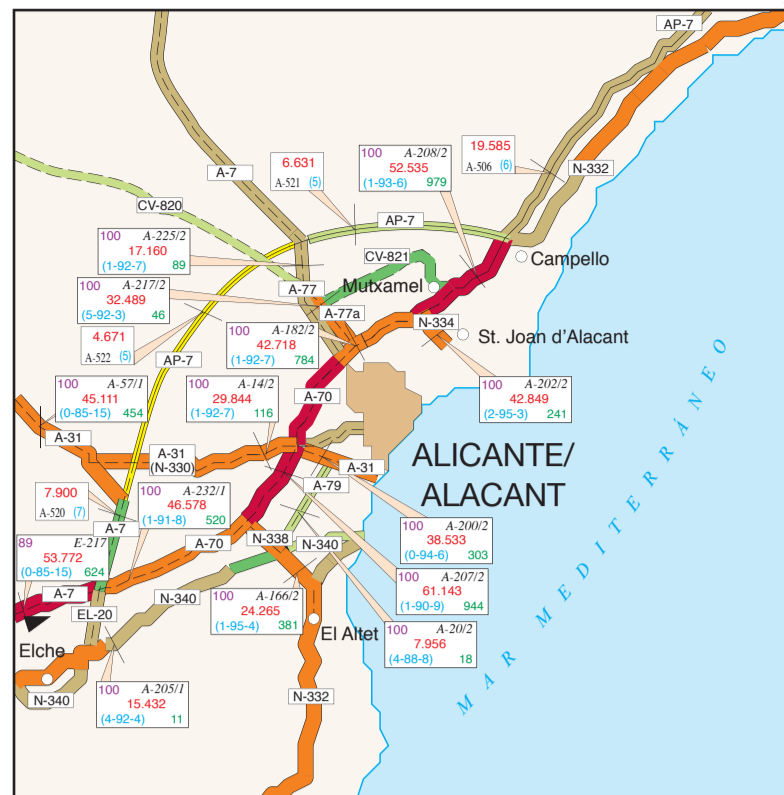 AP-7
19.585
A-506 (6)
N-332
100 A-208/2
52.535
(1-93-6) 979
6.631
A-521 (5)
A-7
CV-820
AP-7
100 A-225/2
17.160
(1-92-7) 89
CV-821
Campello
100 A-217/2
32.489
(5-92-3) 46
A-77
Mutxamel
A-77a
N-334
St. Joan d'Alacant
100 A-182/2
42.718
(1-92-7) 784
4.671
A-522 (5)
AP-7
100 A-57/1
45.111
(0-85-15) 454
100 A-14/2
29.844
(1-92-7) 116
A-70
100 A-202/2
42.849
(2-95-3) 241
A-31
A-31
(N-330)
A-31
ALICANTE/
ALACANT
A-79
7.900
A-520 (7)
100 A-232/1
46.578
(1-91-8) 520
A-7
100 A-200/2
38.533
(0-94-6) 303
89 E-217
53.772
(0-85-15) 624
A-70
N-338
N-340
100 A-207/2
61.143
(1-90-9) 944
A-7
N-340
EL-20
100 A-166/2
24.265
(1-95-4) 381
El Altet
100 A-20/2
7.956
(4-88-8) 18
Elche
N-340
100 A-205/1
15.432
(4-92-4) 11
N-332
MAR MEDITERRÁNEO